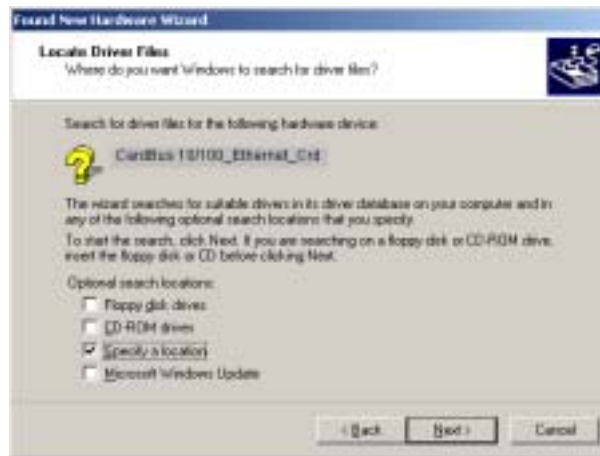 Found New Hardware Wizard
Locate Driver Files
Where do you want Windows to search for driver files?
Search for driver files for the following hardware device:
CardBus 10/100_Ethernet_Crd
The wizard searches for suitable drivers in its driver database on your computer and in
any of the following optional search locations that you specify.
To start the search, click Next. If you are searching on a floppy disk or CD-ROM drive,
insert the floppy disk or CD before clicking Next.
Optional search locations:
Floppy disk drives
CD-ROM drives
Specify a location
Microsoft Windows Update
< Back
Next >
Cancel